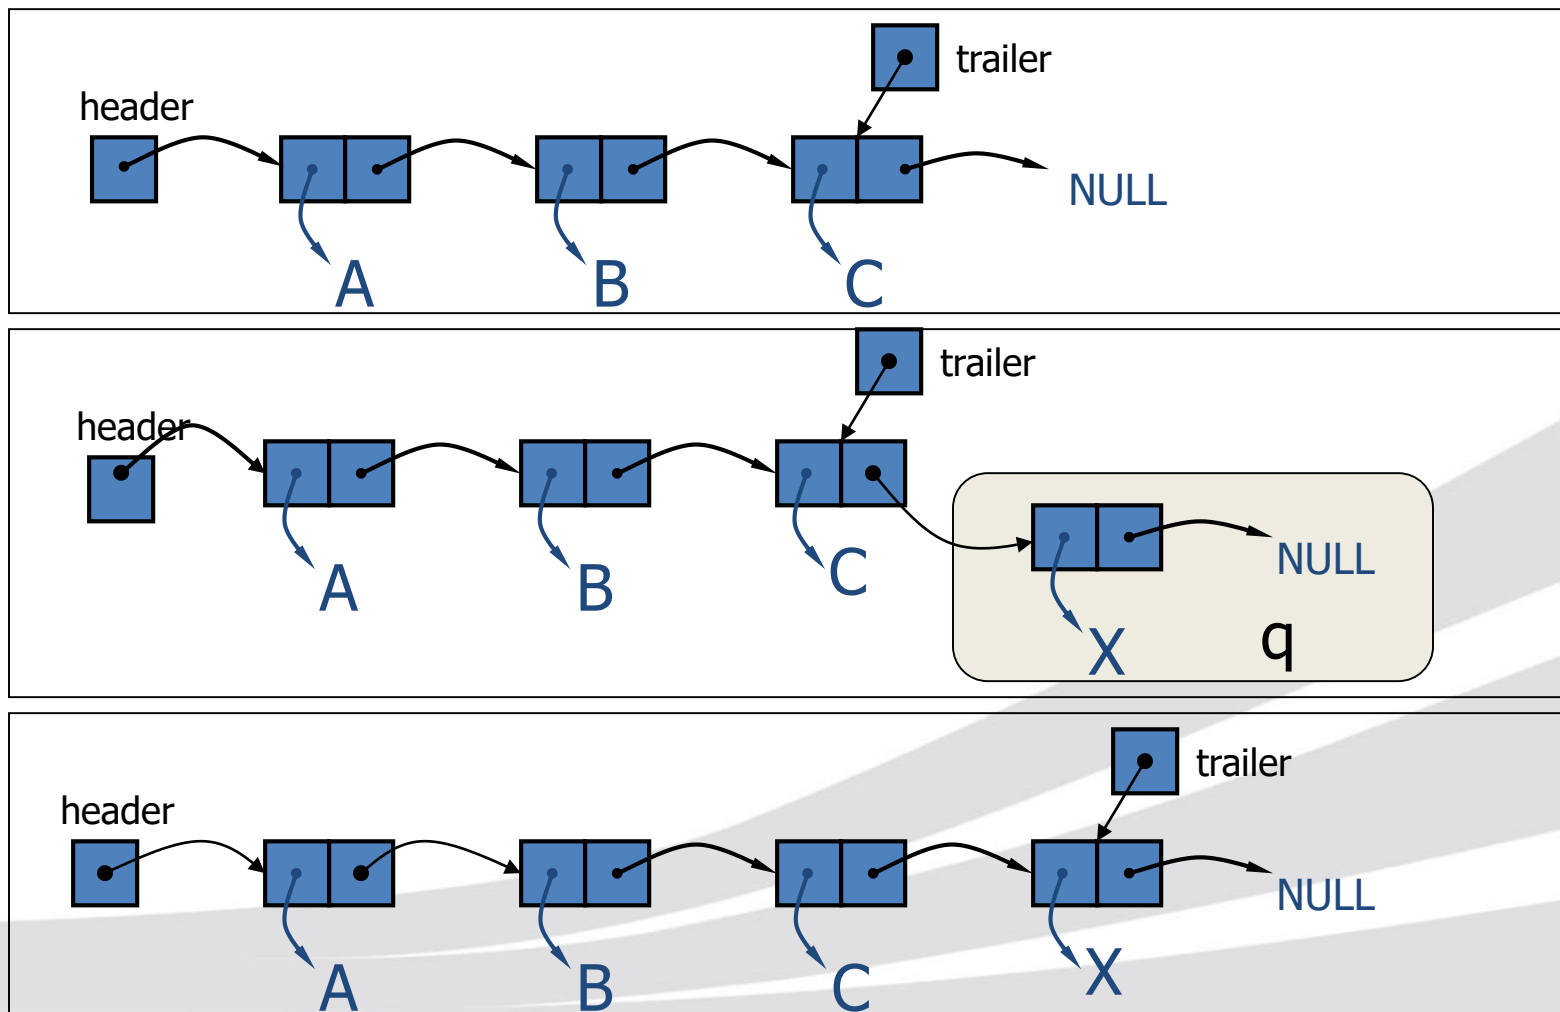 trailer
header
NULL
A B C
trailer
header
NULL
A B C
X q
trailer
header
NULL
A B C X